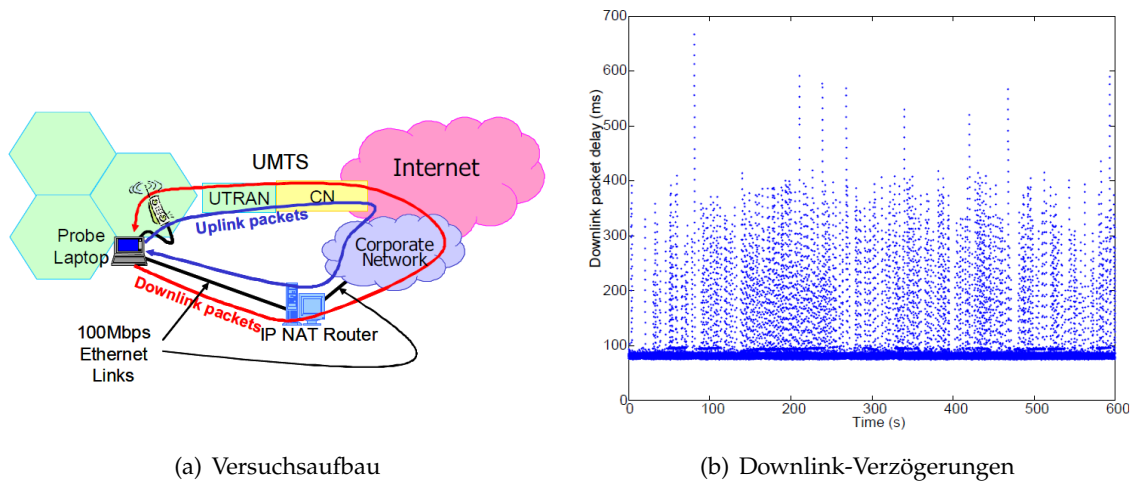 UMTS
Internet
UTRAN
CN
Uplink packets
Probe
Laptop
Corporate
Network
Downlink packets
IP NAT Router
100Mbps
Ethernet
Links
(a) Versuchsaufbau
Downlink packet delay (ms)
700
600
500
400
300
200
100
0
0 100 200 300 400 500 600
Time (s)
(b) Downlink-Verzögerungen